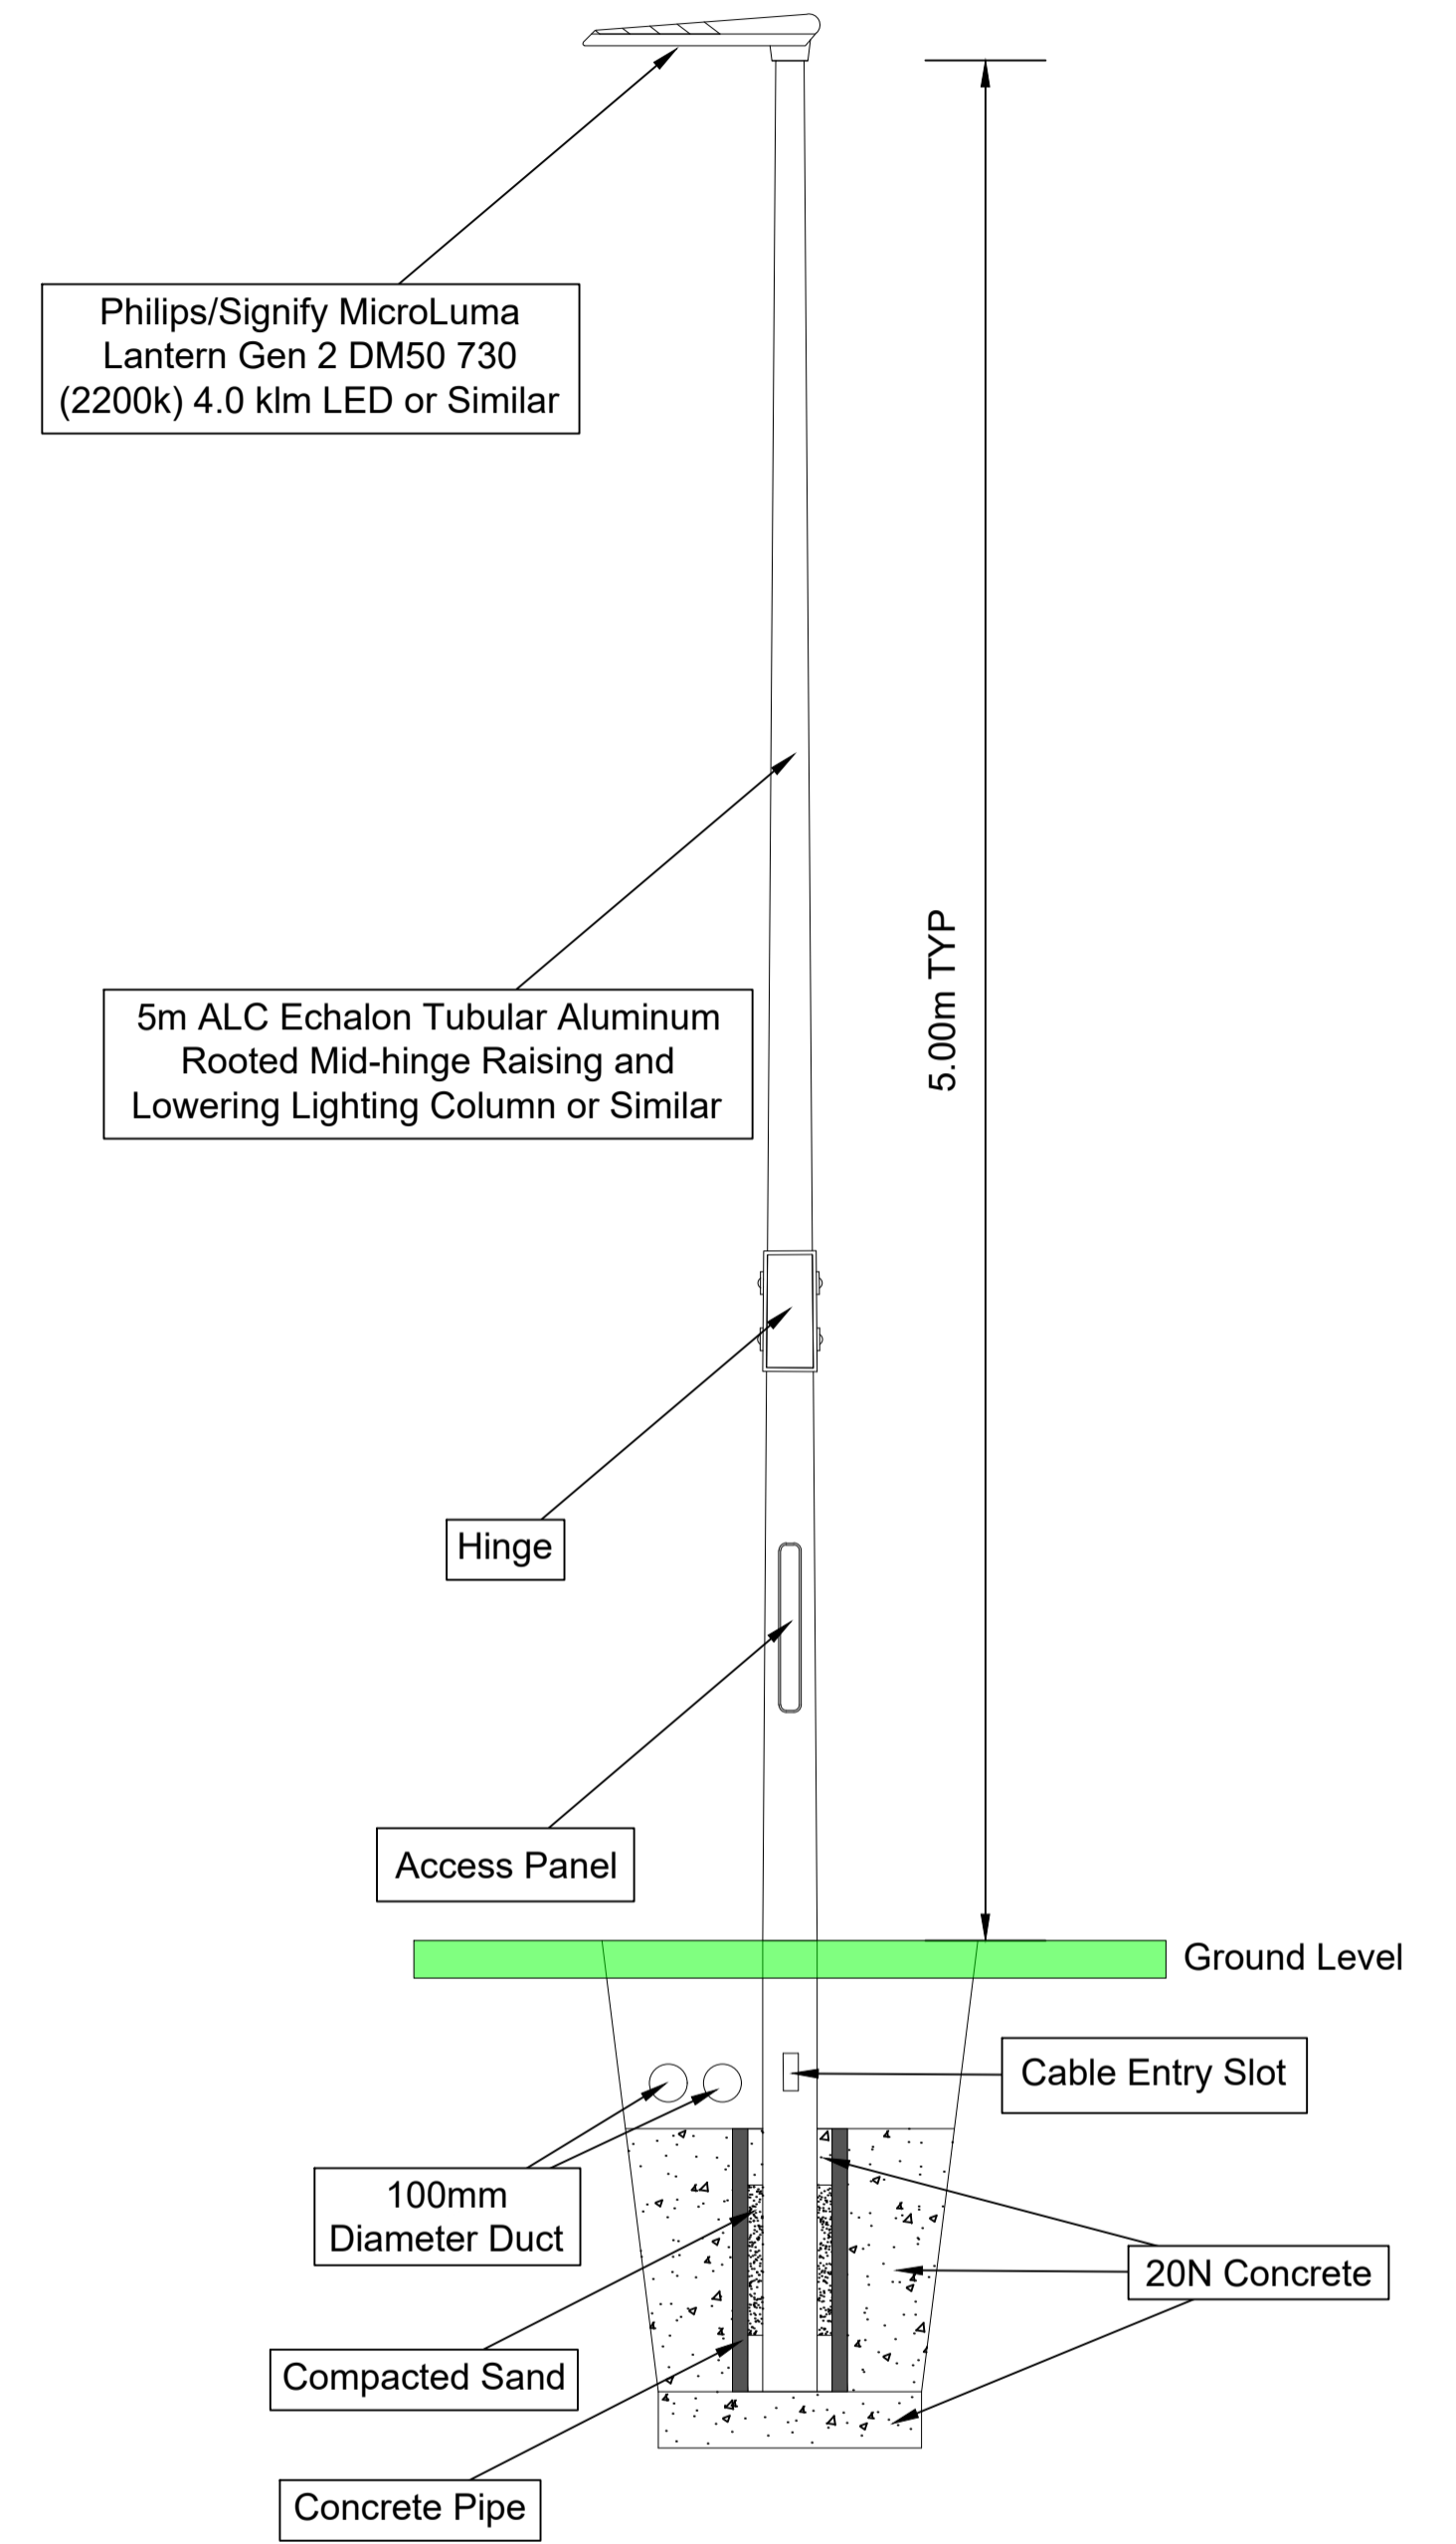 Philips/Signify MicroLuma
Lantern Gen 2 DM50 730
(2200k) 4.0 klm LED or Similar
5m ALC Echalon Tubular Aluminum
Rooted Mid-hinge Raising and
Lowering Lighting Column or Similar
5.00m TYP
Hinge
Access Panel
Ground Level
Cable Entry Slot
100mm
Diameter Duct
20N Concrete
Compacted Sand
Concrete Pipe